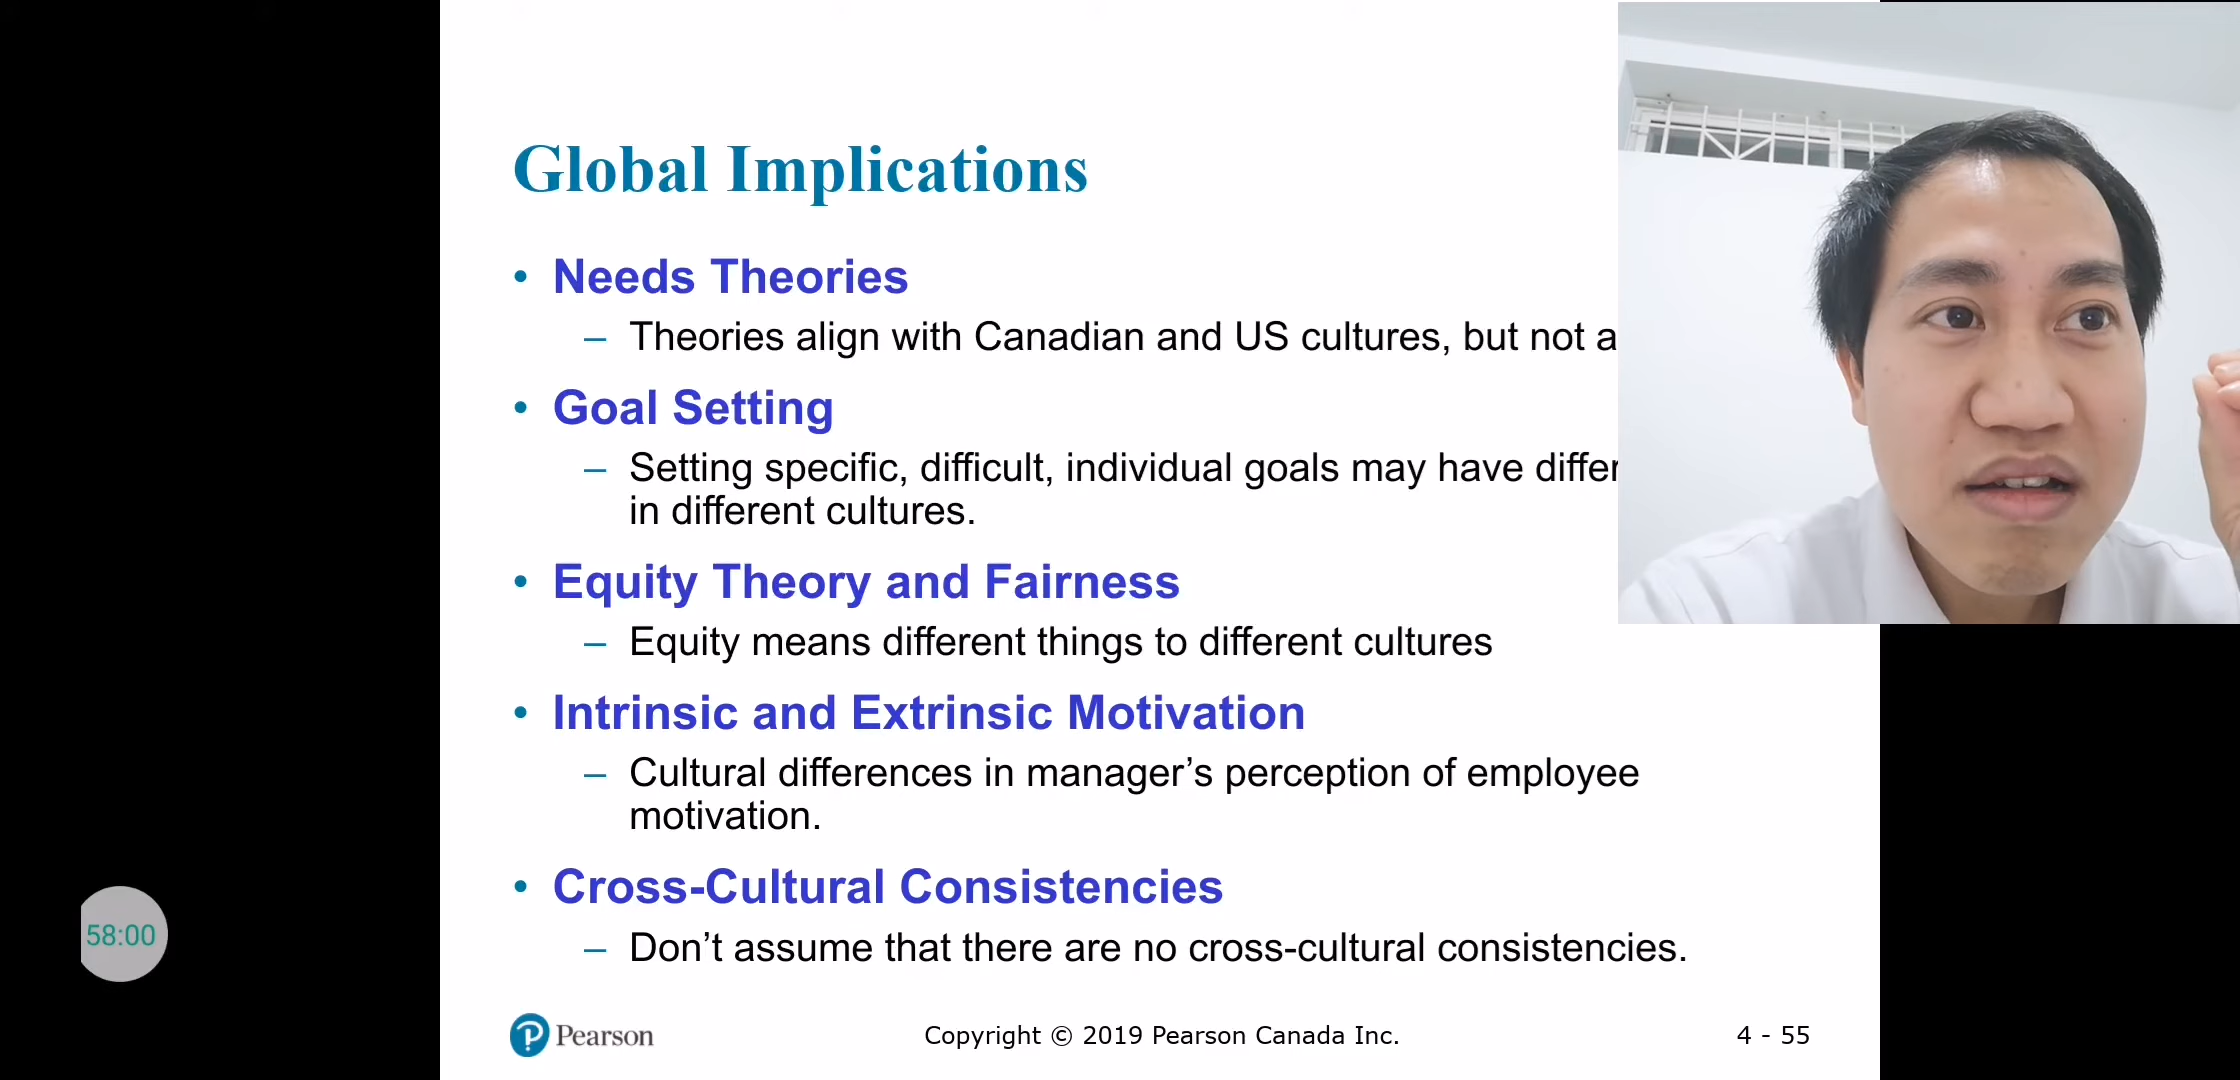 Global Implications
• Needs Theories
– Theories align with Canadian and US cultures, but not a
• Goal Setting
– Setting specific, difficult, individual goals may have differ
in different cultures.
• Equity Theory and Fairness
– Equity means different things to different cultures
• Intrinsic and Extrinsic Motivation
– Cultural differences in manager’s perception of employee
motivation.
• Cross-Cultural Consistencies
– Don’t assume that there are no cross-cultural consistencies.
58:00
Pearson
Copyright © 2019 Pearson Canada Inc.
4 - 55